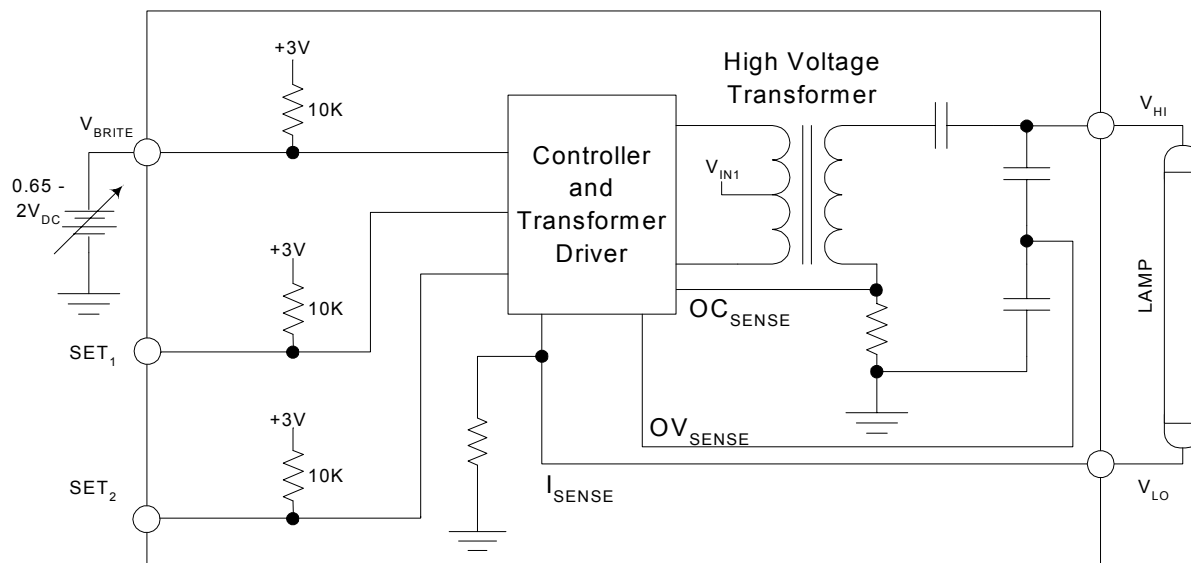 +3V
10K
V_BRITE
0.65 -
2V_DC
+3V
10K
SET_1
+3V
10K
SET_2
Controller
and
Transformer
Driver
High Voltage
Transformer
V_IN1
OC_SENSE
OV_SENSE
I_SENSE
V_HI
LAMP
V_LO